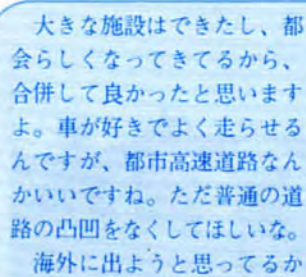 大きな施設はできたし、都
会らしくなってきてるから、
合併して良かったと思います
よ。車が好きでよく走らせる
んですが、都市高速道路なん
かいいですね。ただ普通の道
路の凸凹をなくしてほしいな。
海外に出ようと思ってるか